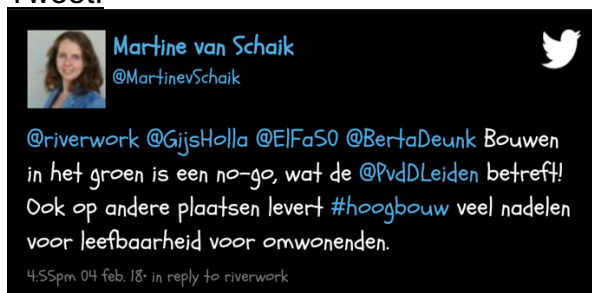 Tweet:
Martine van Schaik
@MartinevSchaik
@riverwork @GijsHolla @ElFaS0 @BertaDeunk Bouwen
in het groen is een no-go, wat de @PvdDLeiden betreft!
Ook op andere plaatsen levert #hoogbouw veel nadelen
voor leefbaarheid voor omwonenden.
4:55pm 04 feb. 18• in reply to riverwork